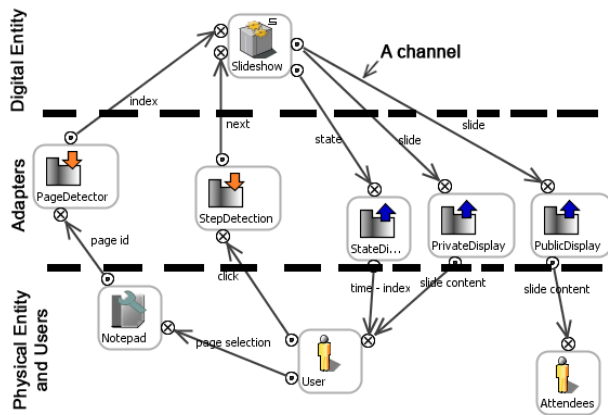 Digital Entity
S
Slideshow
A channel
index
next
state
slide
slide
Adapters
PageDetector
StepDetection
StateDi...
PrivateDisplay
PublicDisplay
page id
click
time - index
slide content
slide content
Physical Entity
and Users
Notepad
page selection
User
Attendees